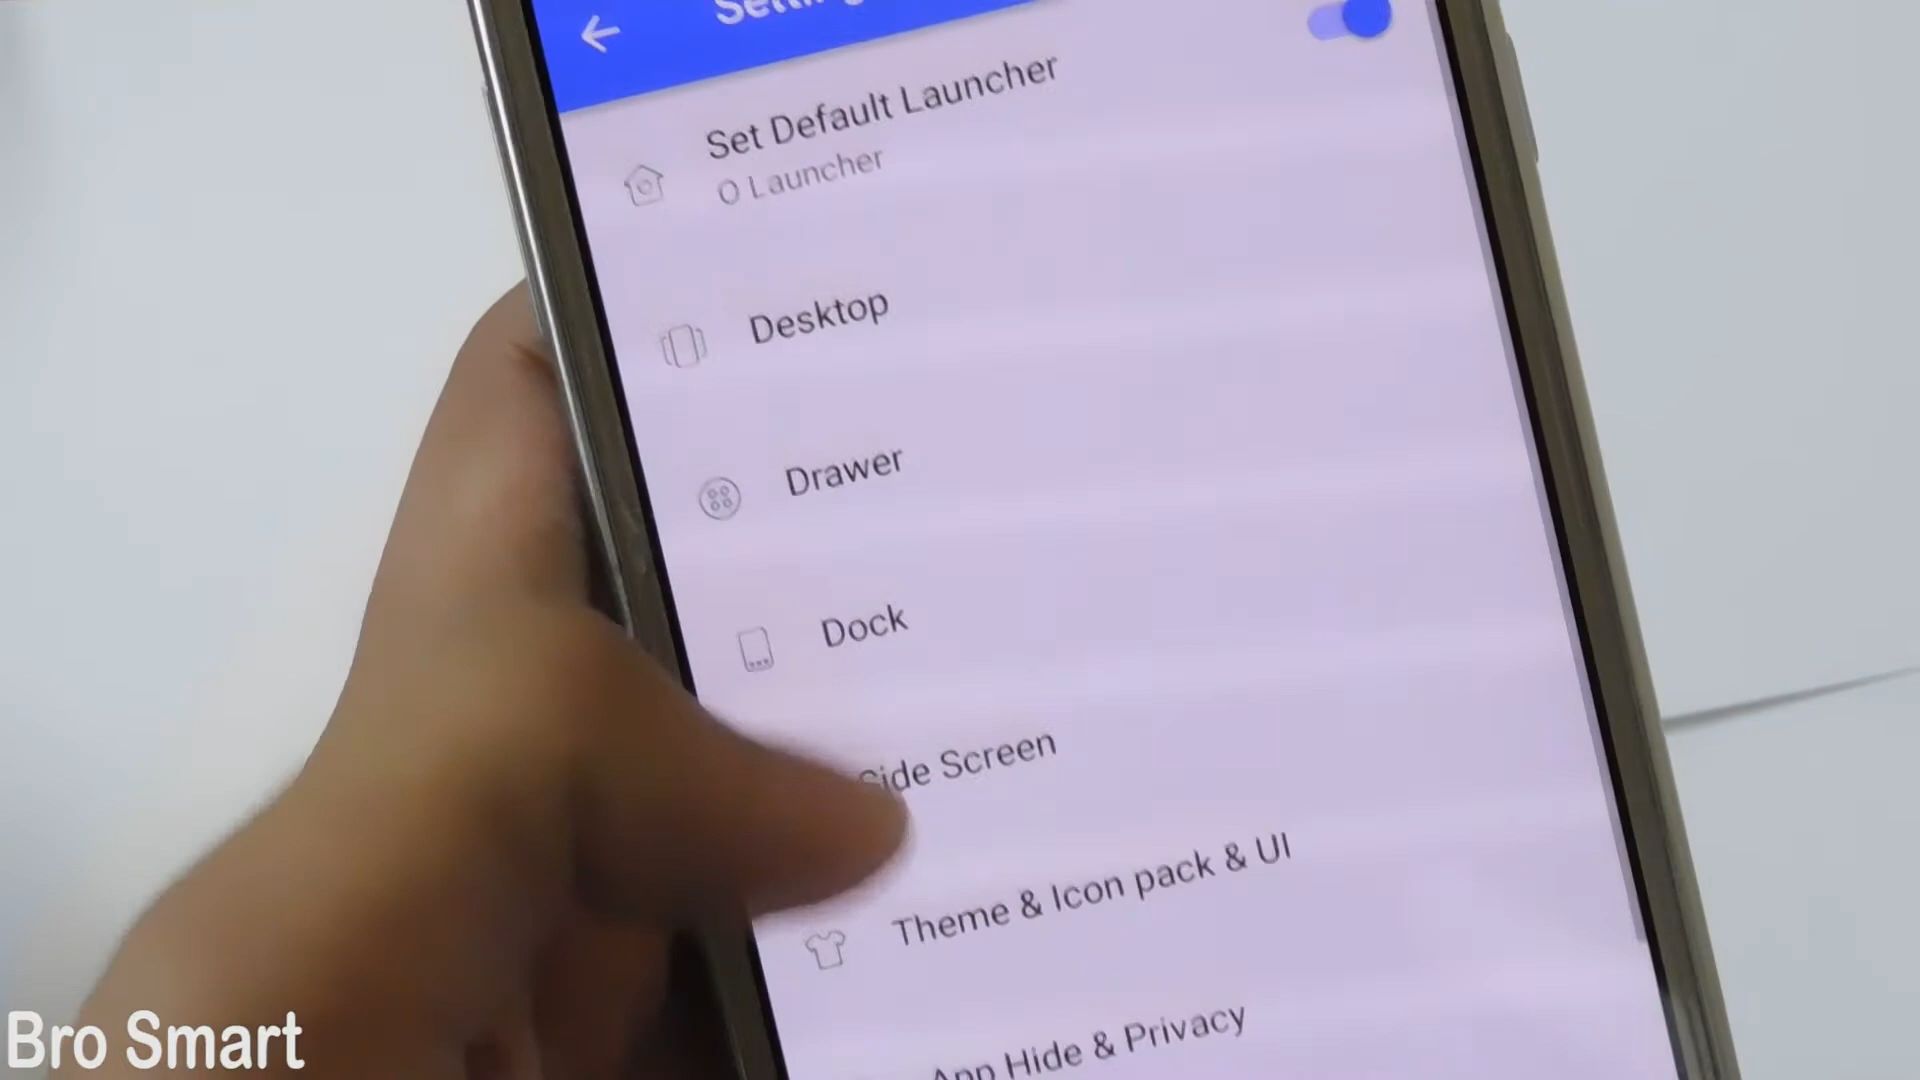 Set Default Launcher
O Launcher
Desktop
Drawer
Dock
Side Screen
Theme & Icon pack & UI
App Hide & Privacy
Bro Smart